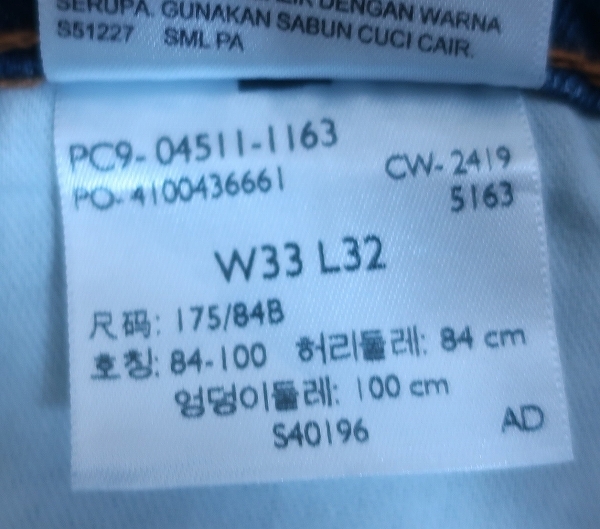 SERUPA. GUNAKAN SABUN CUCI CAIR.
DENGAN WARNA
S51227 SML PA
PC9-04511-1163
PO-4100436661
CW-2419
5163
W33 L32
尺码: 175/84B
호칭: 84-100 허리둘레: 84 cm
엉덩이둘레: 100 cm
S40196
AD